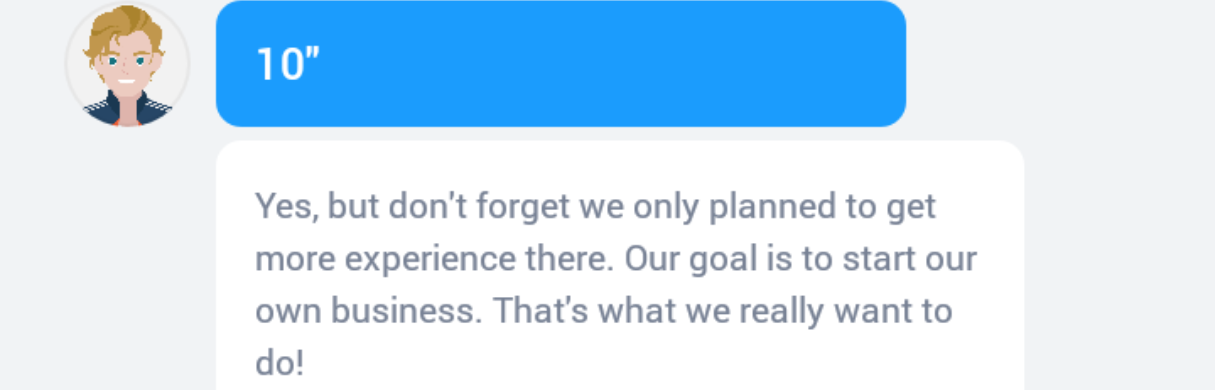 10"
Yes, but don't forget we only planned to get
more experience there. Our goal is to start our
own business. That's what we really want to
do!